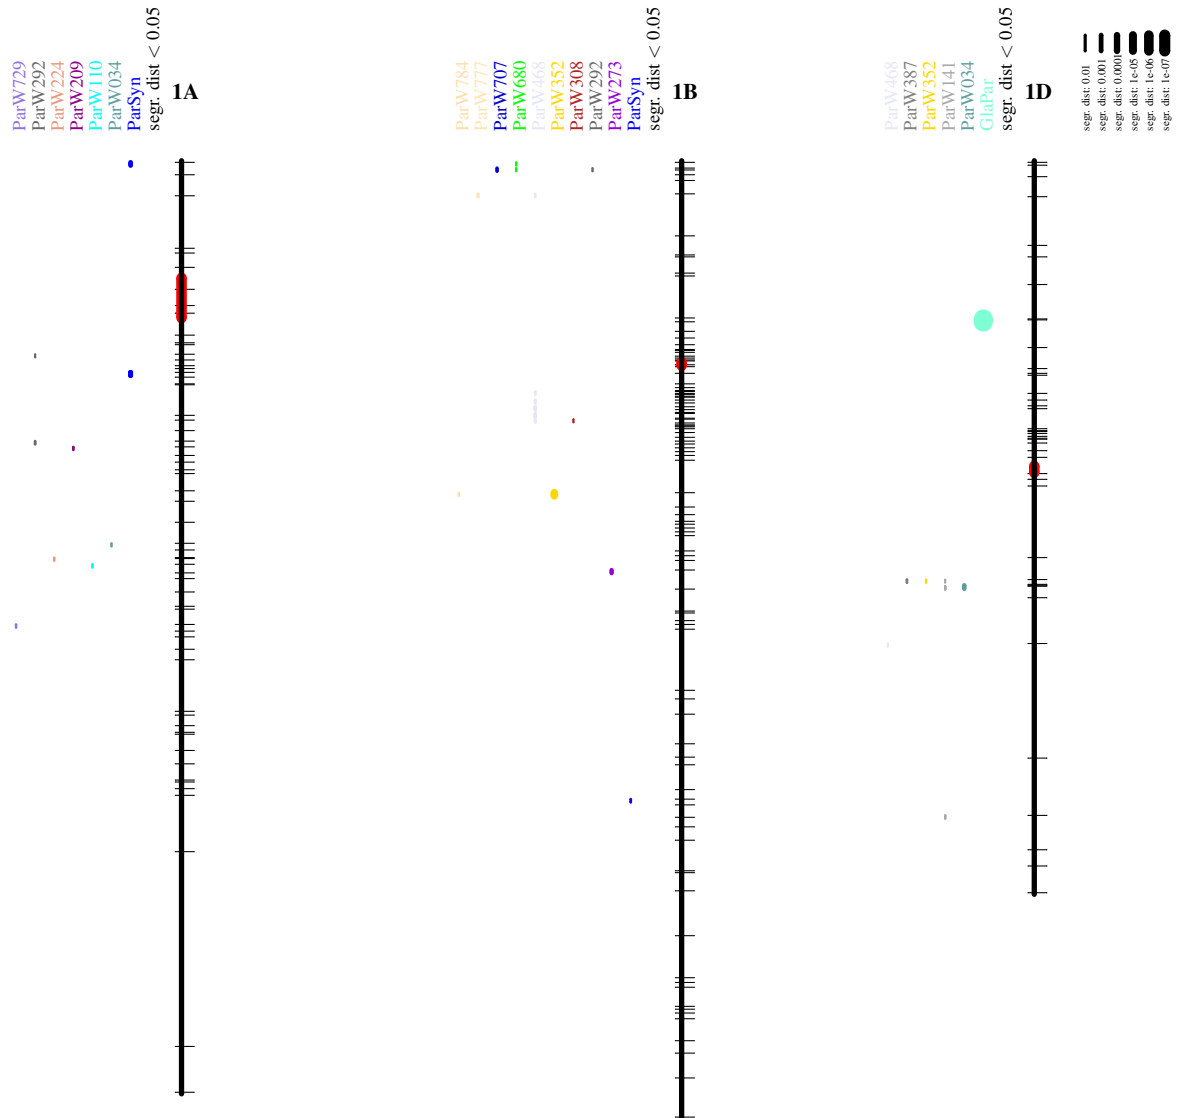 ParW729
ParW292
ParW224
ParW209
ParW110
ParW034
ParSyn
segr. dist < 0.05
1A
ParW784
ParW777
ParW707
ParW680
ParW468
ParW352
ParW308
ParW292
ParW273
ParSyn
segr. dist < 0.05
1B
ParW468
ParW387
ParW352
ParW141
ParW034
GlaPar
segr. dist < 0.05
1D
segr. dist: 0.01
segr. dist: 0.001
segr. dist: 0.0001
segr. dist: 1e-05
segr. dist: 1e-06
segr. dist: 1e-07